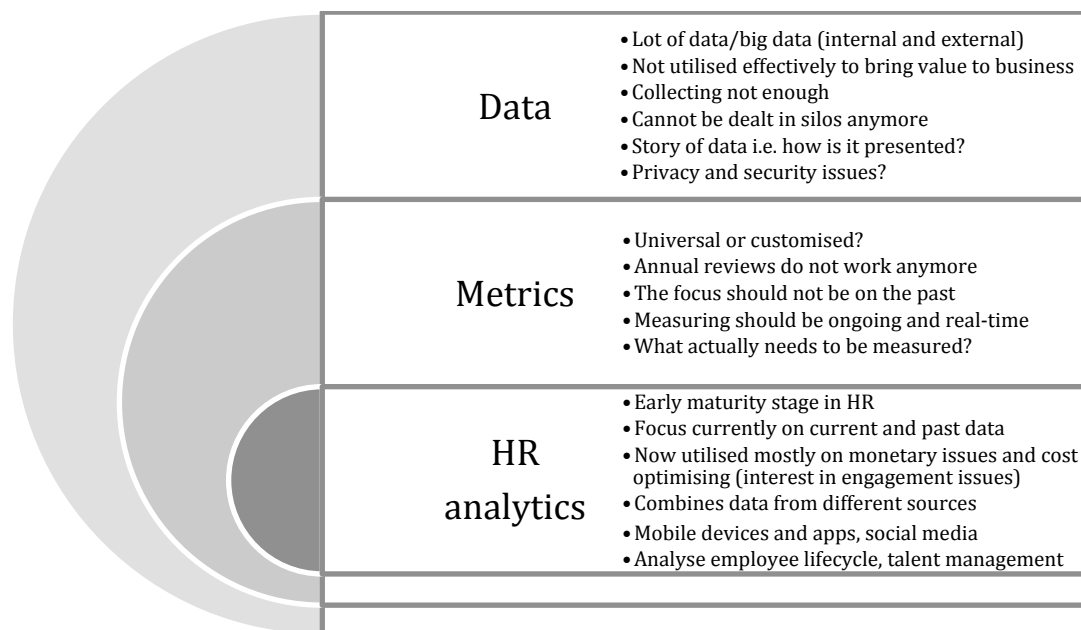 Data
•Lot of data/big data (internal and external)
•Not utilised effectively to bring value to business
•Collecting not enough
•Cannot be dealt in silos anymore
•Story of data i.e. how is it presented?
•Privacy and security issues?
Metrics
•Universal or customised?
•Annual reviews do not work anymore
•The focus should not be on the past
•Measuring should be ongoing and real-time
•What actually needs to be measured?
HR
analytics
•Early maturity stage in HR
•Focus currently on current and past data
•Now utilised mostly on monetary issues and cost
optimising (interest in engagement issues)
•Combines data from different sources
•Mobile devices and apps, social media
•Analyse employee lifecycle, talent management